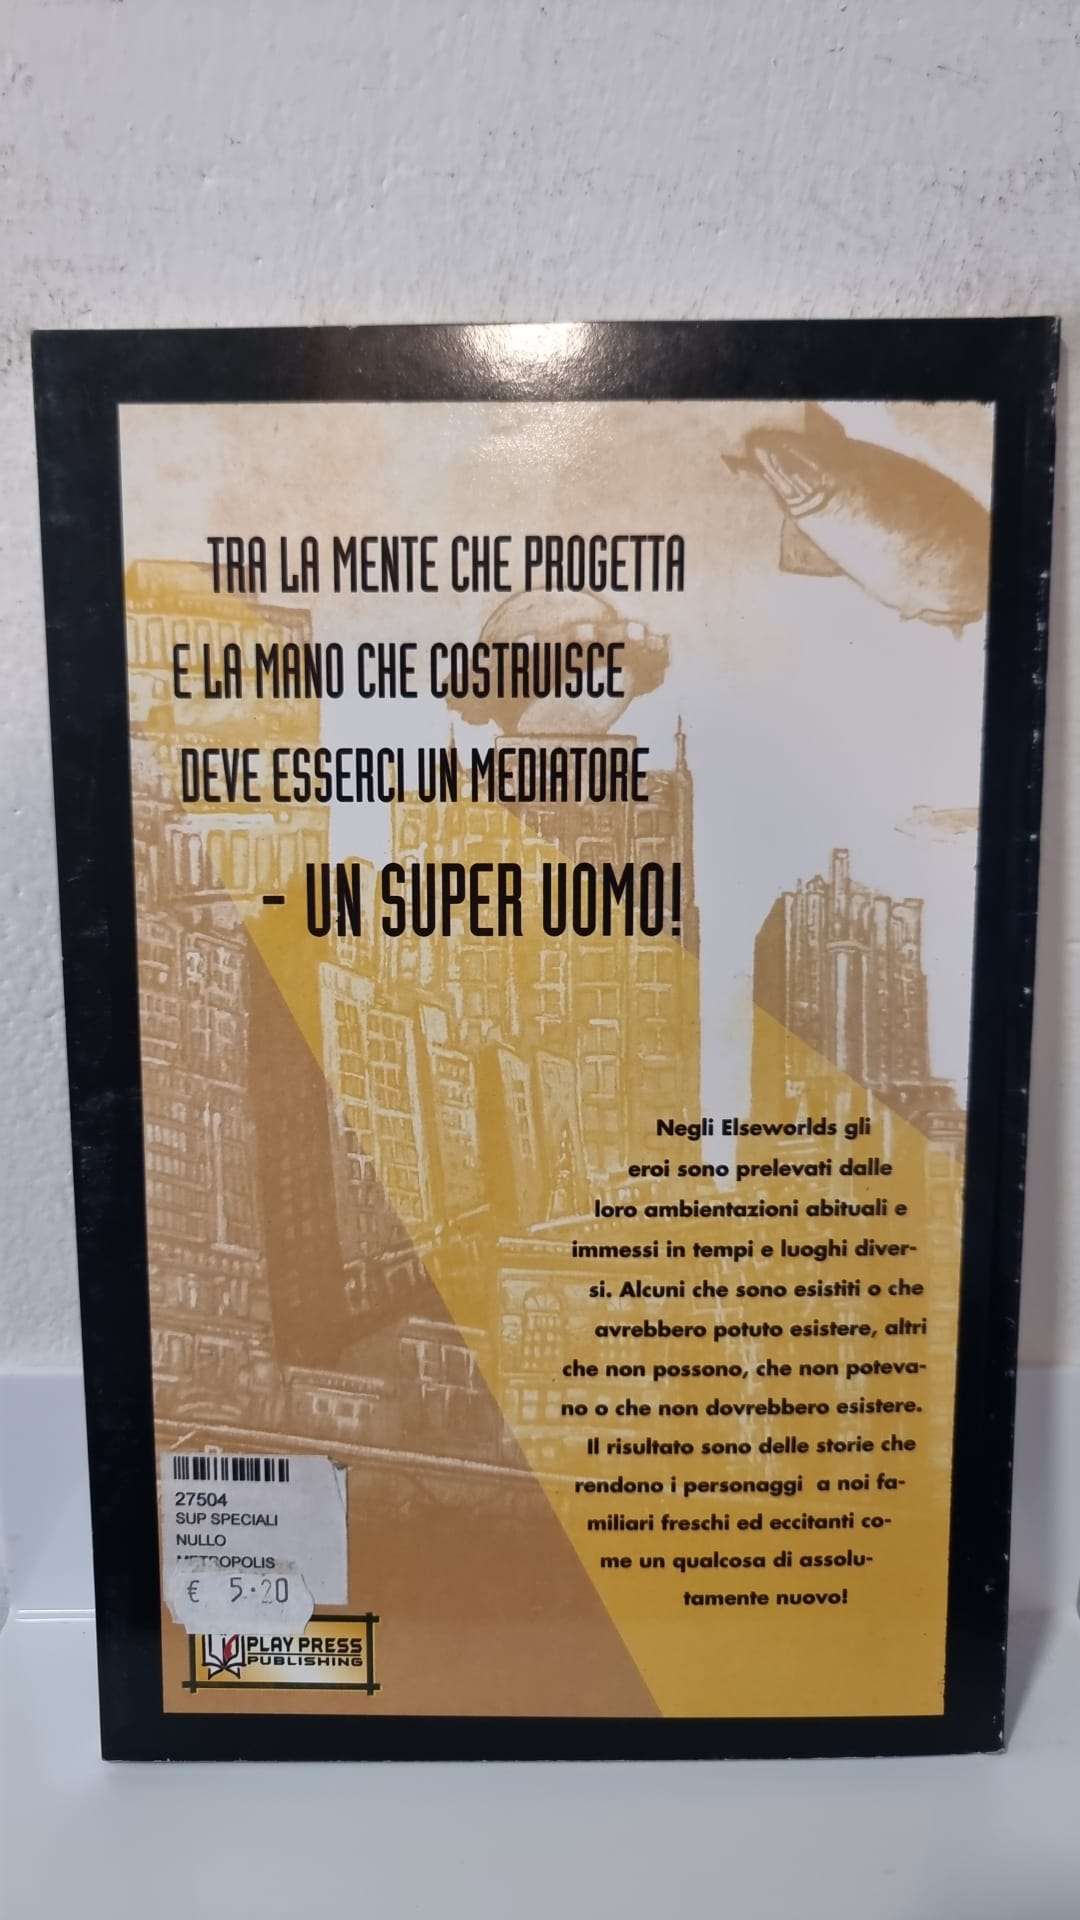 TRA LA MENTE CHE PROGETTA
E LA MANO CHE COSTRUISCE
DEVE ESSERCI UN MEDIATORE
- UN SUPER UOMO!
Negli Elseworlds gli
eroi sono prelevati dalle
loro ambientazioni abituali e
immessi in tempi e luoghi diver-
si. Alcuni che sono esistiti o che
avrebbero potuto esistere, altri
che non possono, che non poteva-
no o che non dovrebbero esistere.
Il risultato sono delle storie che
rendono i personaggi a noi fa-
miliari freschi ed eccitanti co-
me un qualcosa di assolu-
tamente nuovo!
27504
SUP SPECIALI
NULLO
METROPOLIS
€ 5.20
PLAY PRESS
PUBLISHING